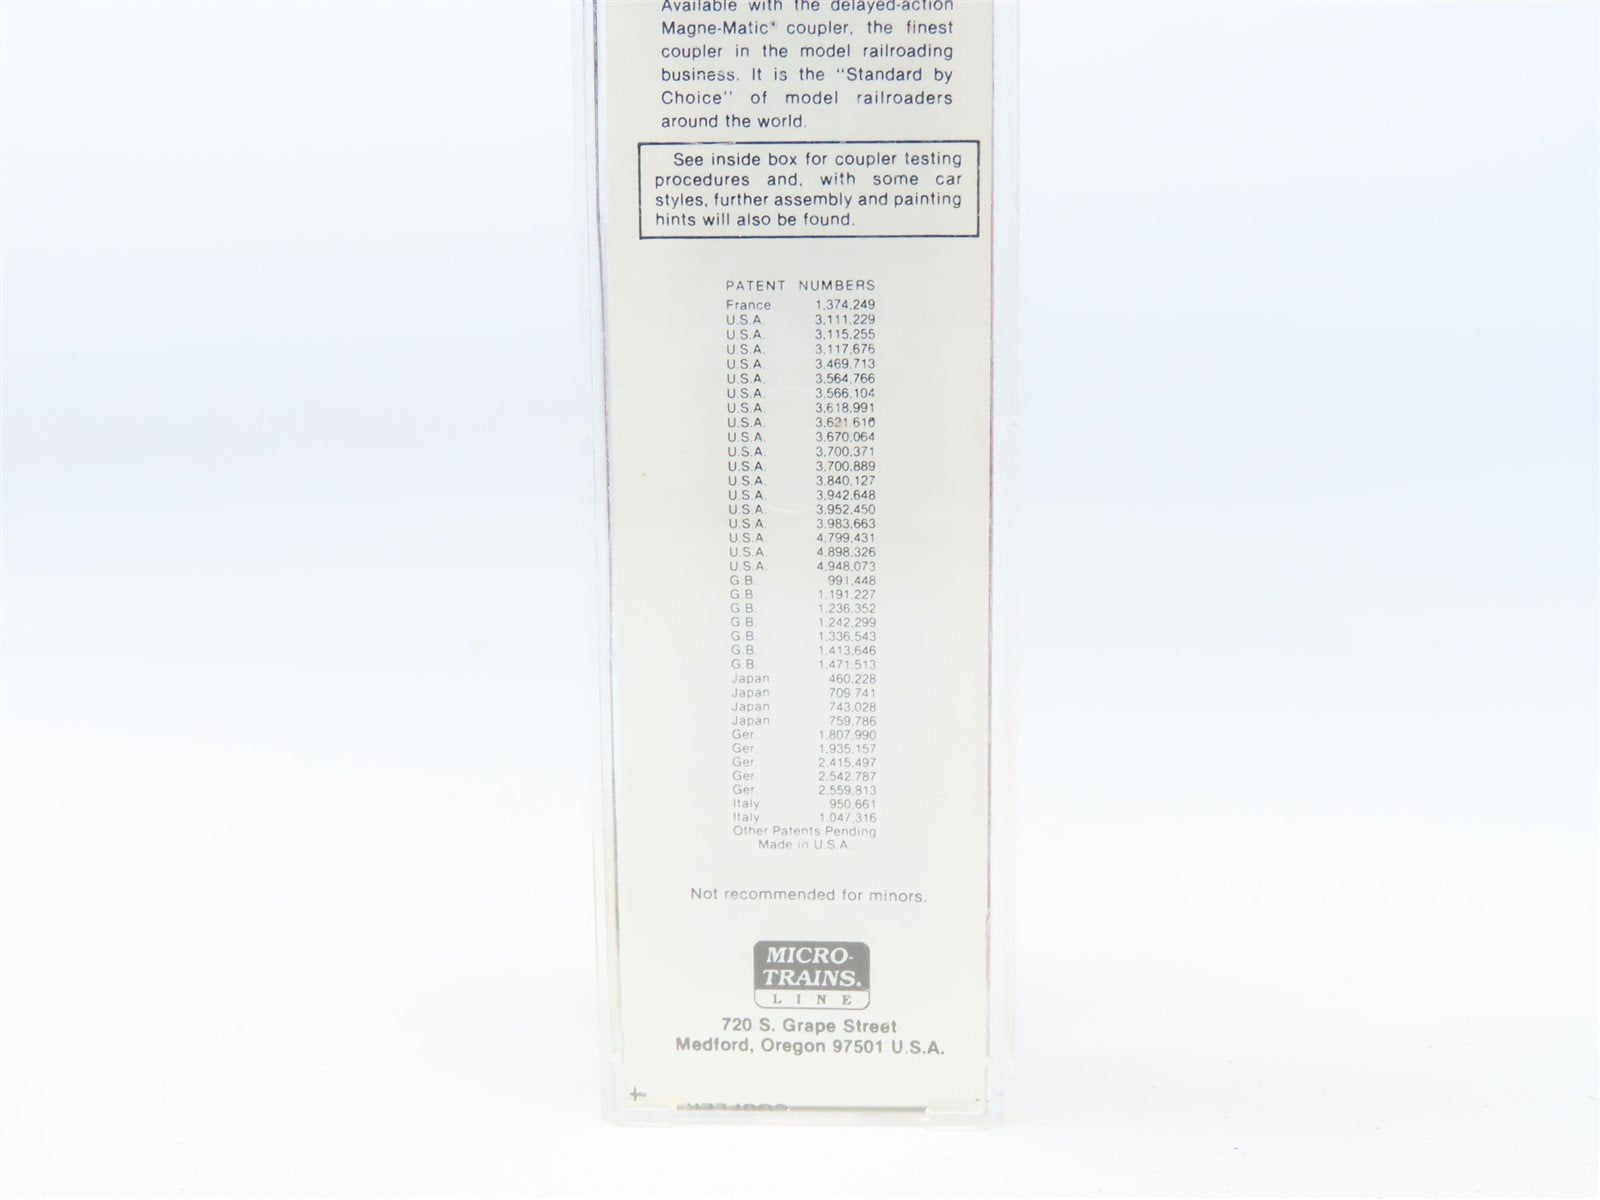 Available with the delayed-action
Magne-Matic® coupler, the finest
coupler in the model railroading
business. It is the "Standard by
Choice" of model railroaders
around the world.
See inside box for coupler testing
procedures and, with some car
styles, further assembly and painting
hints will also be found.
PATENT NUMBERS
France 1,374,249
U.S.A. 3,111,229
U.S.A. 3,115,255
U.S.A. 3,117,676
U.S.A. 3,469,713
U.S.A. 3,564,766
U.S.A. 3,566,104
U.S.A. 3,618,991
U.S.A. 3,621,610
U.S.A. 3,670,064
U.S.A. 3,700,371
U.S.A. 3,700,889
U.S.A. 3,840,127
U.S.A. 3,942,648
U.S.A. 3,952,450
U.S.A. 3,983,663
U.S.A. 4,799,431
U.S.A. 4,898,326
U.S.A. 4,948,073
G.B. 991,448
G.B. 1,191,227
G.B. 1,236,352
G.B. 1,242,299
G.B. 1,336,543
G.B. 1,413,646
G.B. 1,471,513
Japan 460,228
Japan 709,741
Japan 743,028
Japan 759,786
Ger. 1,807,990
Ger. 1,935,157
Ger. 2,415,497
Ger. 2,542,787
Ger. 2,559,813
Italy 950,661
Italy 1,047,316
Other Patents Pending
Made in U.S.A.
Not recommended for minors.
MICRO-
TRAINS®
LINE
720 S. Grape Street
Medford, Oregon 97501 U.S.A.